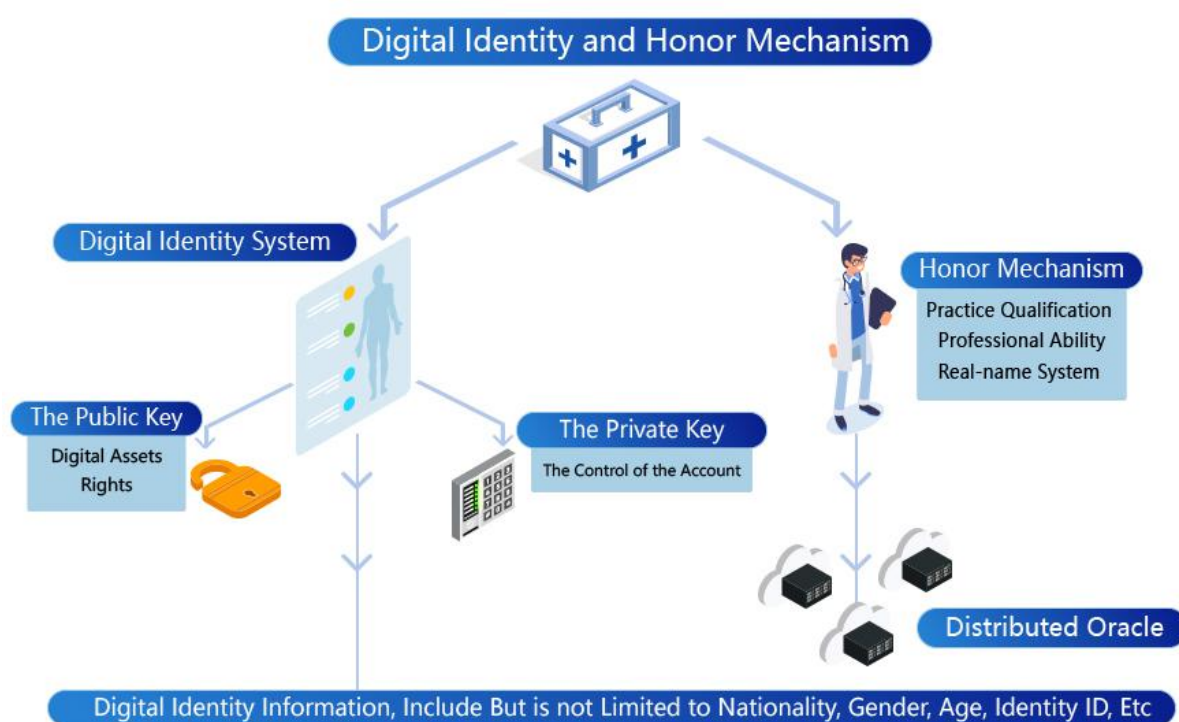 Digital Identity and Honor Mechanism
Digital Identity System
Honor Mechanism
Practice Qualification
Professional Ability
Real-name System
The Public Key
Digital Assets
Rights
The Private Key
The Control of the Account
Distributed Oracle
Digital Identity Information, Include But is not Limited to Nationality, Gender, Age, Identity ID, Etc